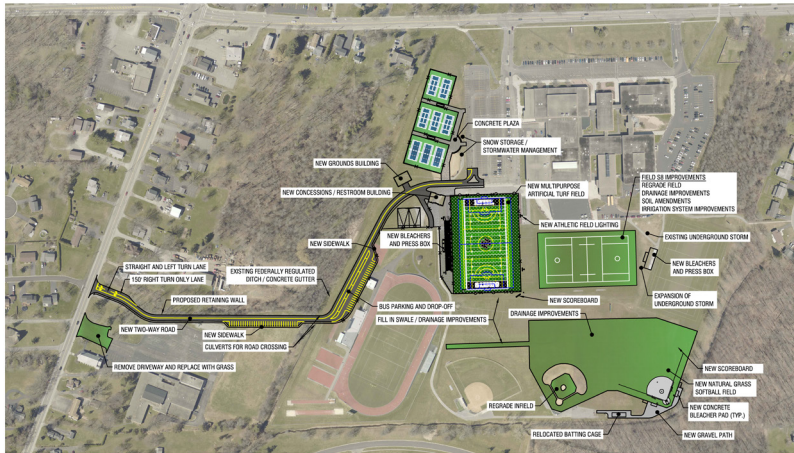 CONCRETE PLAZA
SNOW STORAGE /
STORMWATER MANAGEMENT
NEW GROUNDS BUILDING
NEW CONCESSIONS / RESTROOM BUILDING
NEW MULTIPURPOSE
ARTIFICIAL TURF FIELD
FIELD S8 IMPROVEMENTS
REGRADE FIELD
DRAINAGE IMPROVEMENTS
SOIL AMENDMENTS
IRRIGATION SYSTEM IMPROVEMENTS
NEW ATHLETIC FIELD LIGHTING
NEW BLEACHERS
AND PRESS BOX
EXISTING UNDERGROUND STORM
NEW SIDEWALK
NEW BLEACHERS
AND PRESS BOX
STRAIGHT AND LEFT TURN LANE
150' RIGHT TURN ONLY LANE
EXISTING FEDERALLY REGULATED
DITCH / CONCRETE GUTTER
EXPANSION OF
UNDERGROUND STORM
PROPOSED RETAINING WALL
BUS PARKING AND DROP-OFF
NEW SCOREBOARD
FILL IN SWALE / DRAINAGE IMPROVEMENTS
DRAINAGE IMPROVEMENTS
NEW TWO-WAY ROAD
NEW SIDEWALK
CULVERTS FOR ROAD CROSSING
REMOVE DRIVEWAY AND REPLACE WITH GRASS
NEW SCOREBOARD
NEW NATURAL GRASS
SOFTBALL FIELD
REGRADE INFIELD
NEW CONCRETE
BLEACHER PAD (TYP.)
RELOCATED BATTING CAGE
NEW GRAVEL PATH